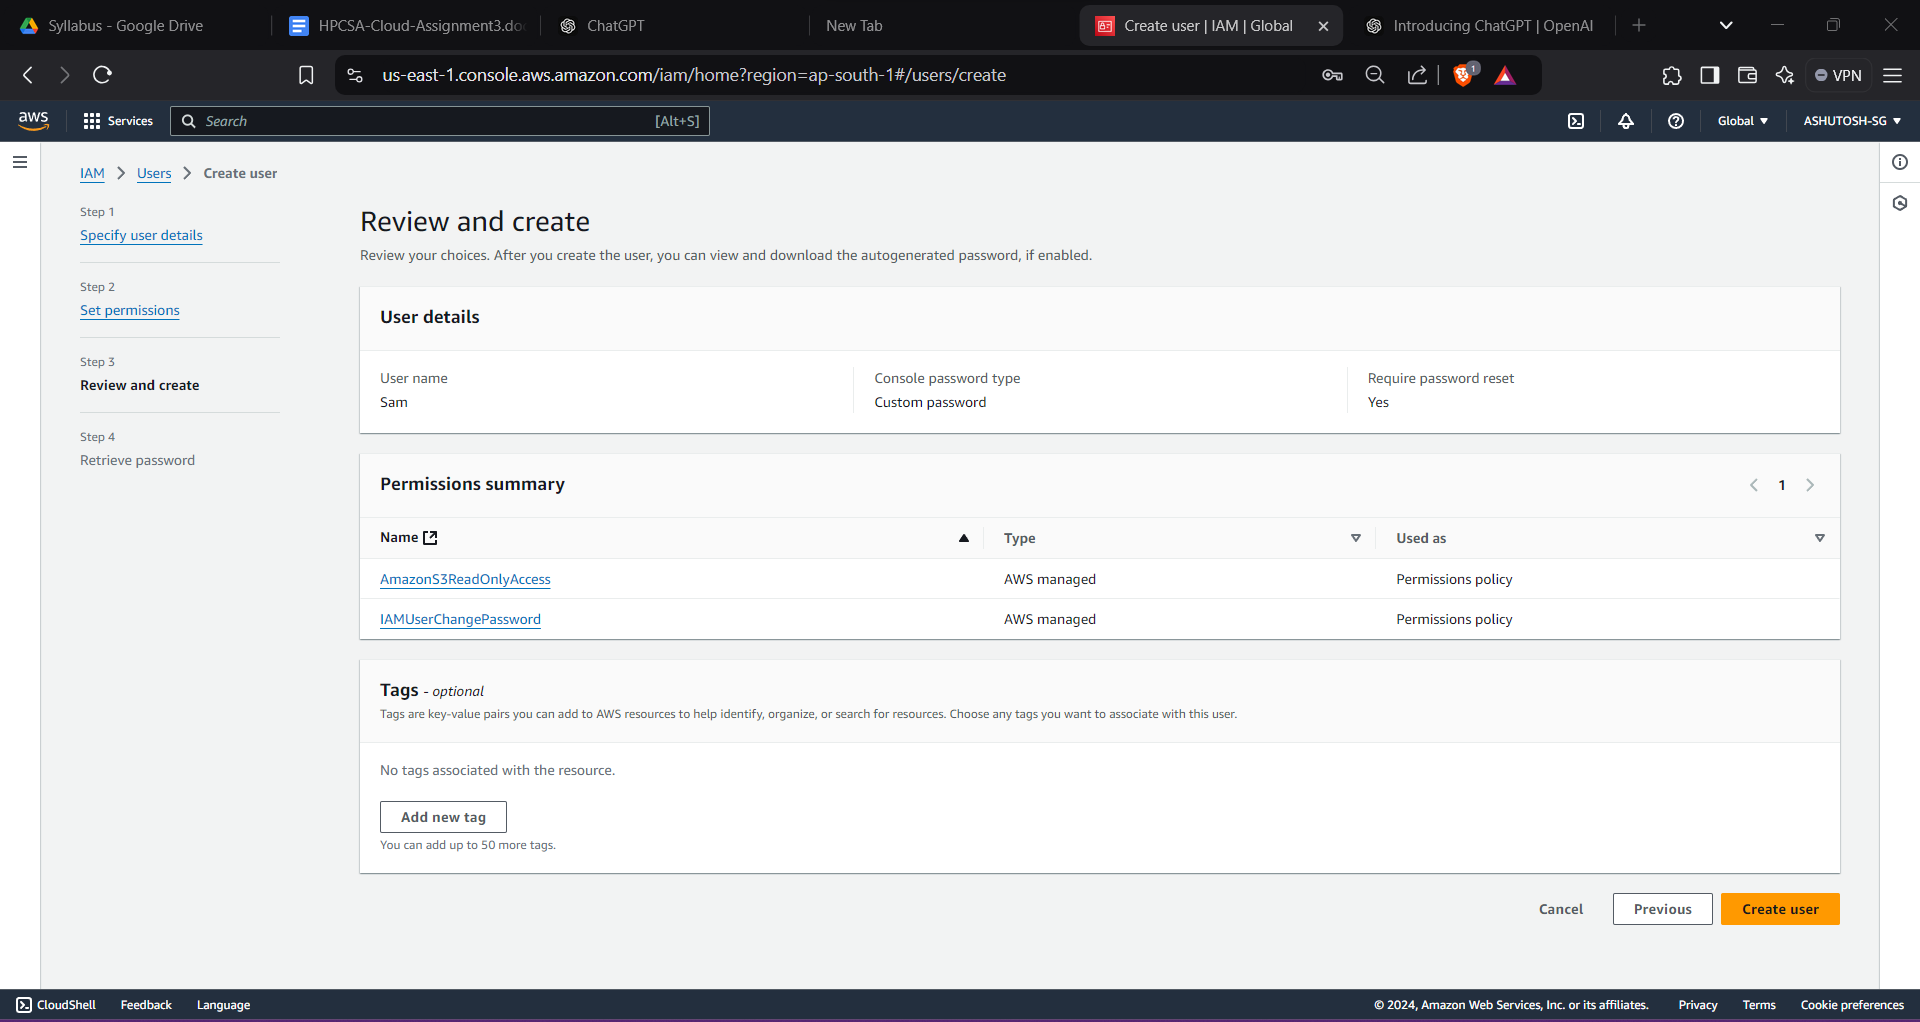 Syllabus - Google Drive
HPCSA-Cloud-Assignment3.do
ChatGPT
New Tab
Create user | IAM | Global
Introducing ChatGPT | OpenAI
us-east-1.console.aws.amazon.com/iam/home?region=ap-south-1#/users/create
1
VPN
aws
Services
Search
[Alt+S]
Global
ASHUTOSH-SG
IAM
Users
Create user
Step 1
Specify user details
Step 2
Set permissions
Step 3
Review and create
Step 4
Retrieve password
Review and create
Review your choices. After you create the user, you can view and download the autogenerated password, if enabled.
User details
User name
Sam
Console password type
Custom password
Require password reset
Yes
Permissions summary
1
Name
Type
Used as
AmazonS3ReadOnlyAccess
AWS managed
Permissions policy
IAMUserChangePassword
AWS managed
Permissions policy
Tags - optional
Tags are key-value pairs you can add to AWS resources to help identify, organize, or search for resources. Choose any tags you want to associate with this user.
No tags associated with the resource.
Add new tag
You can add up to 50 more tags.
Cancel
Previous
Create user
CloudShell
Feedback
Language
© 2024, Amazon Web Services, Inc. or its affiliates.
Privacy
Terms
Cookie preferences